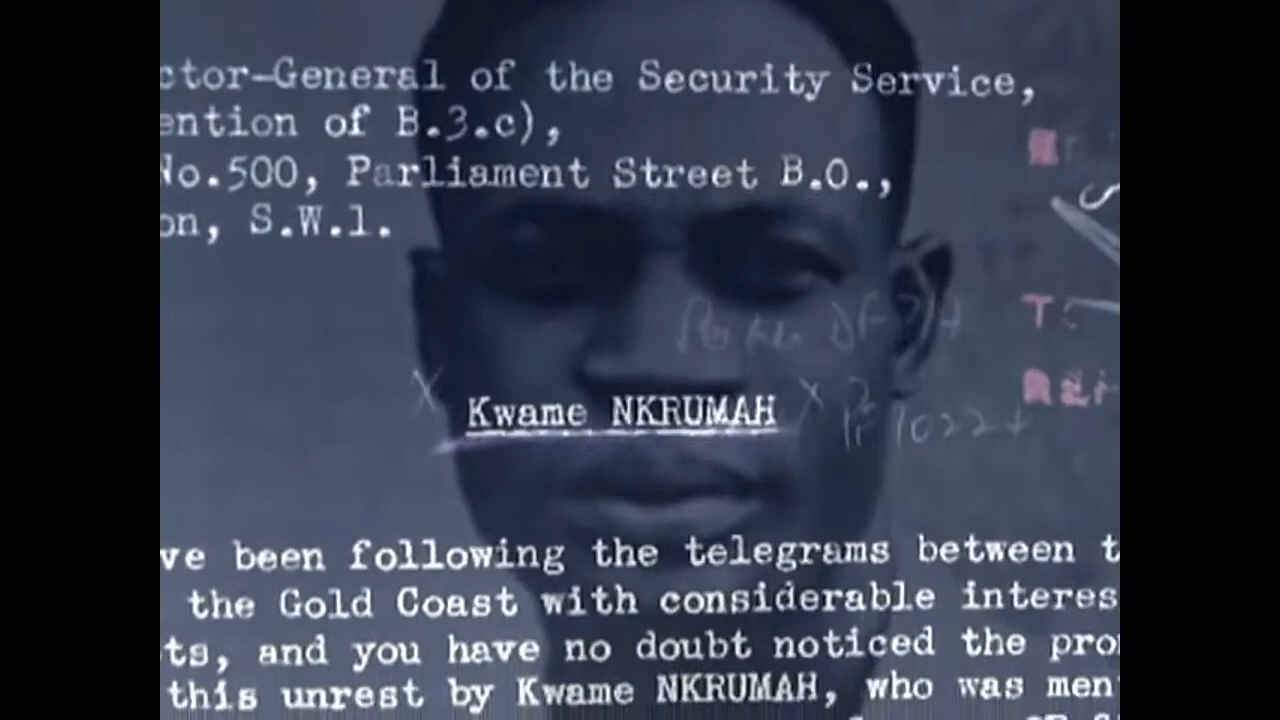 ctor-General of the Security Service,
ention of B.3.c),
No.500, Parliament Street B.O.,
on, S.W.1.
Kwame NKRUMAH
ve been following the telegrams between t
the Gold Coast with considerable interes
ts, and you have no doubt noticed the pro
this unrest by Kwame NKRUMAH, who was men